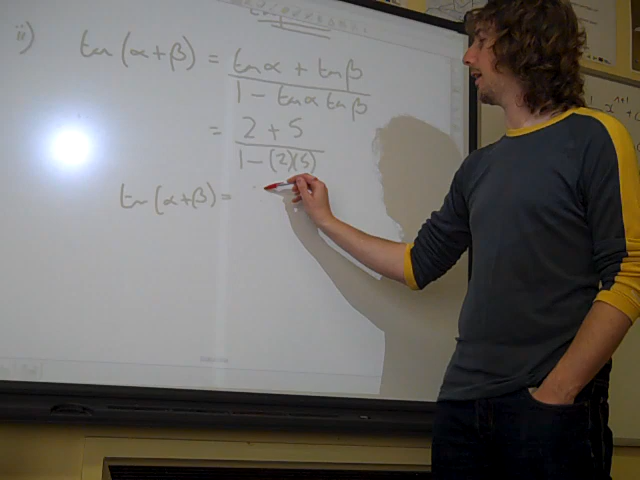 ii) tan (α+β) = tanα + tanβ
1 - tanα tanβ
= 2 + 5
1 - (2)(5)
tan (α+β) =